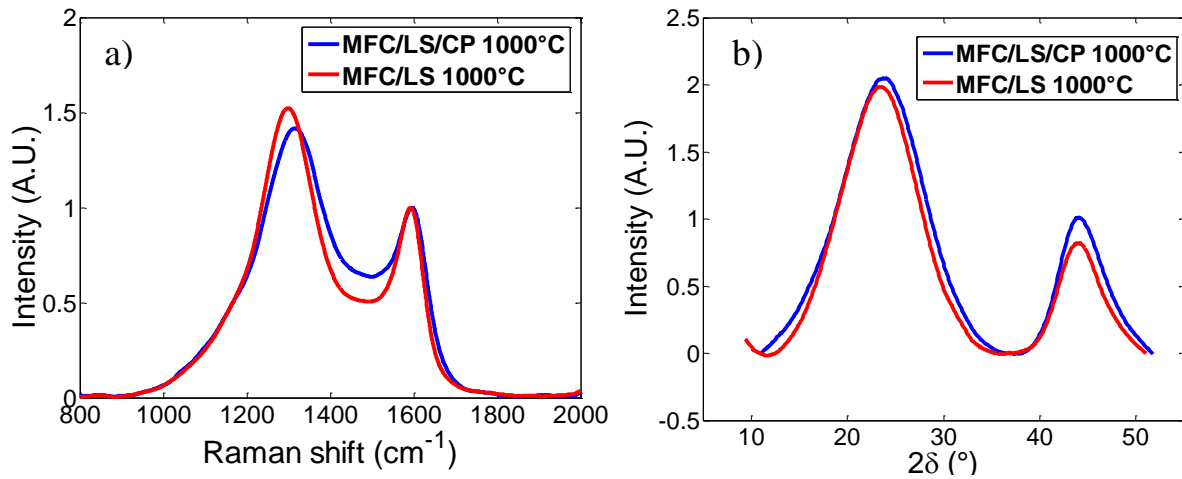 a)
MFC/LS/CP 1000°C
MFC/LS 1000°C
2
1.5
1
0.5
0
800 1000 1200 1400 1600 1800 2000
Intensity (A.U.)
Raman shift (cm⁻¹)
b)
MFC/LS/CP 1000°C
MFC/LS 1000°C
2.5
2
1.5
1
0.5
0
-0.5
10 20 30 40 50
Intensity (A.U.)
2δ (°)